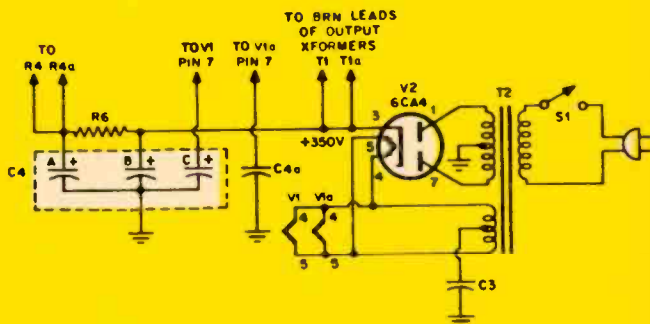 TO BRN LEADS
OF OUTPUT
XFORMERS
T1 T1a
TO
R4 R4a
TO V1
PIN 7
TO V1a
PIN 7
V2
6CA4
T2
S1
R6
3
1
+350V
5
4
7
C4
A +
B +
C +
C4a
V1
V1a
4
4
5
5
C3